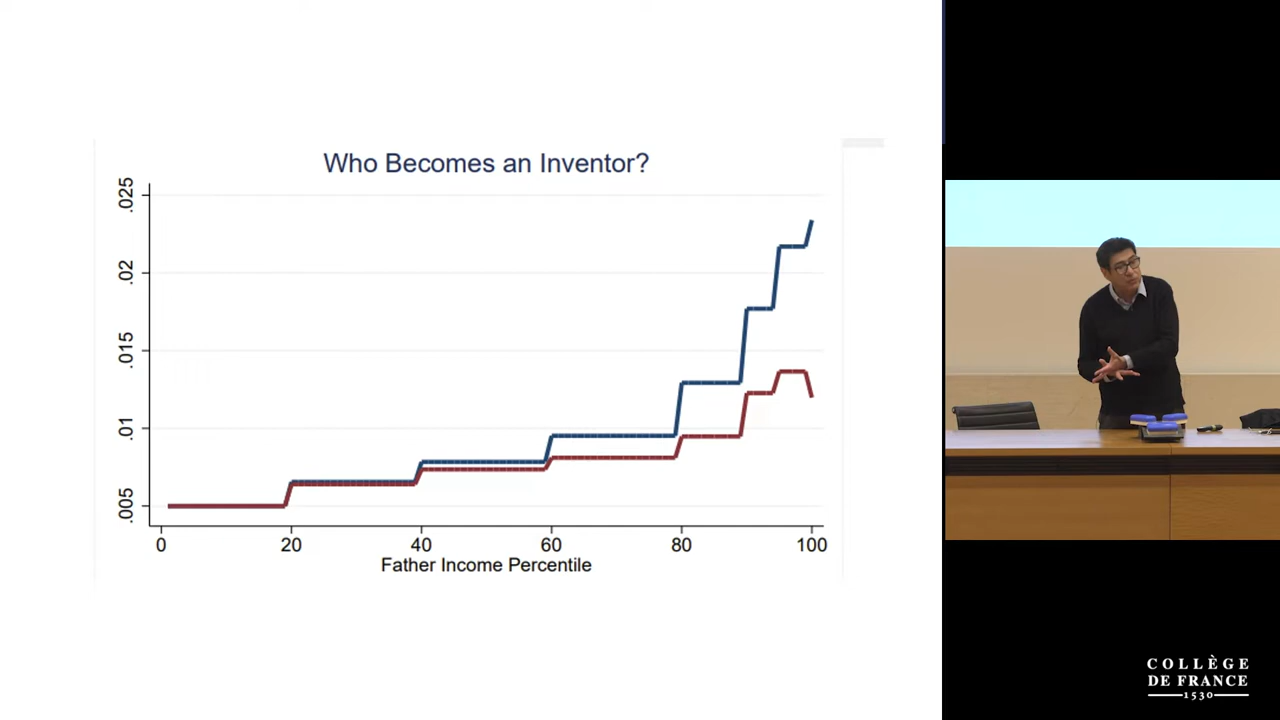 Who Becomes an Inventor?
.025
.02
.015
.01
.005
0 20 40 60 80 100
Father Income Percentile
COLLÈGE
DE FRANCE
1530